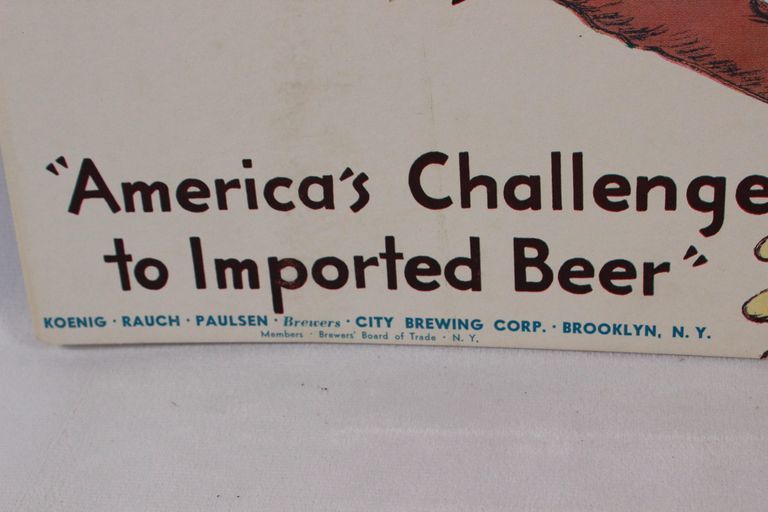 "America's Challenge
to Imported Beer"
KOENIG · RAUCH · PAULSEN · Brewers · CITY BREWING CORP. · BROOKLYN, N. Y.
Members · Brewers' Board of Trade · N. Y.